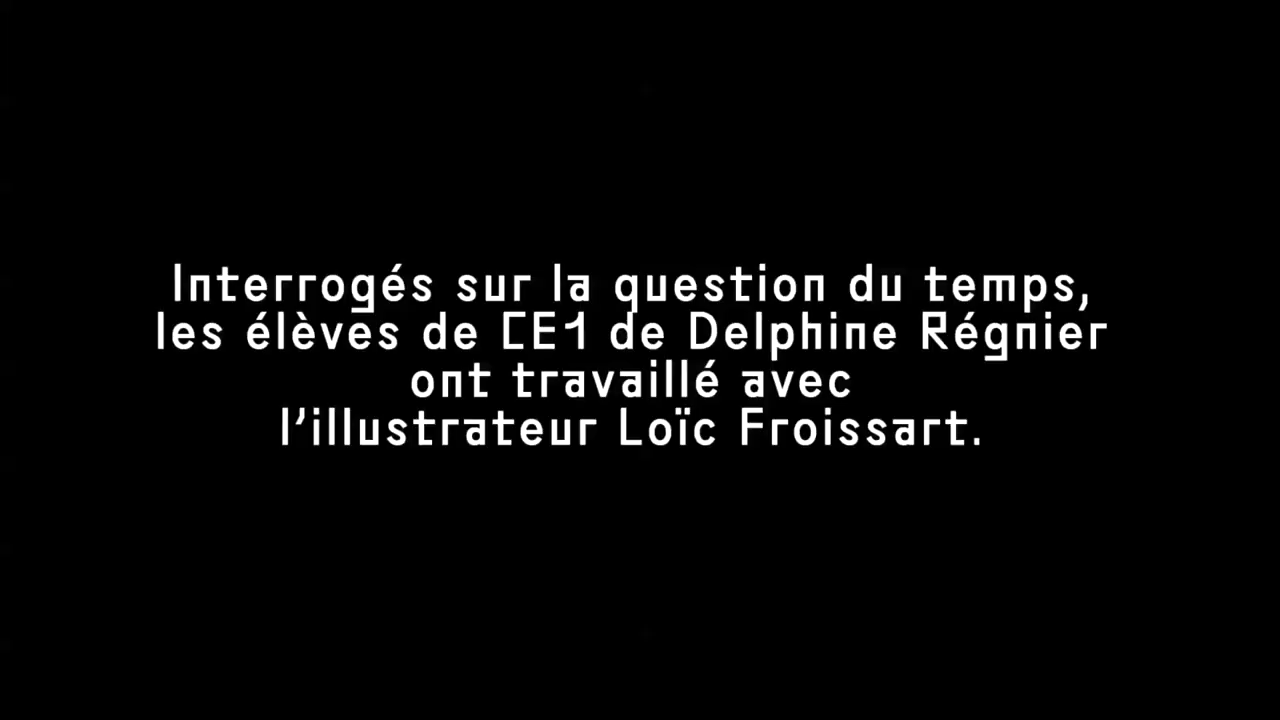 Interrogés sur la question du temps,
les élèves de CE1 de Delphine Régnier
ont travaillé avec
l'illustrateur Loïc Froissart.